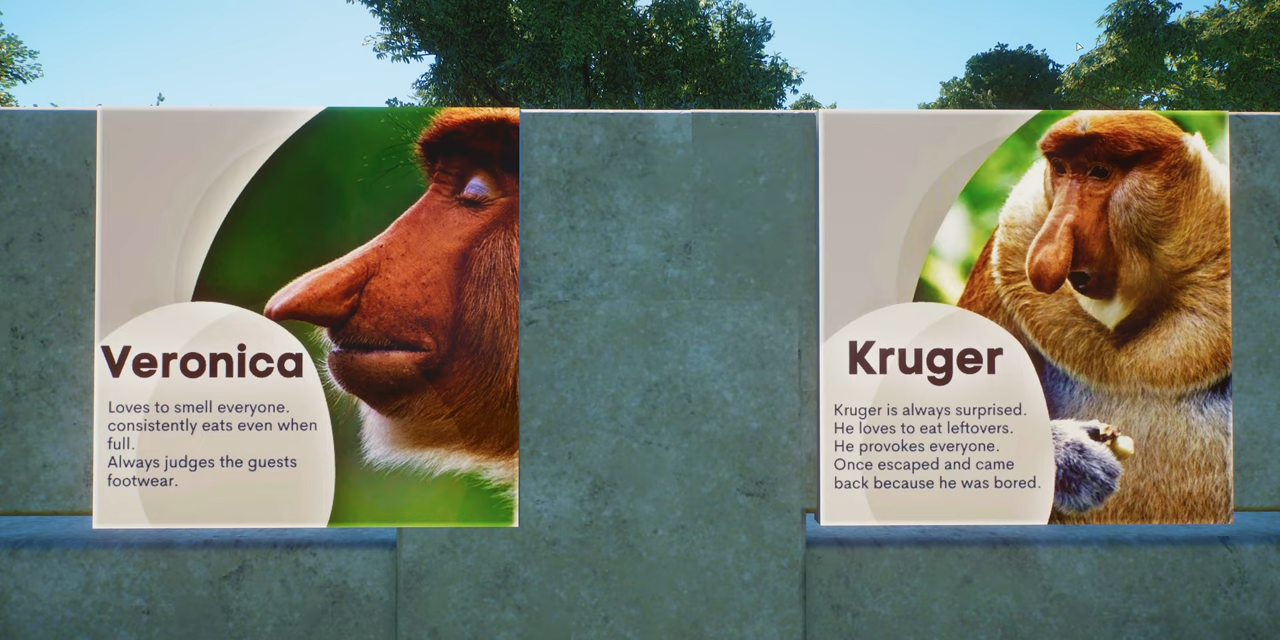 Veronica
Loves to smell everyone.
consistently eats even when
full.
Always judges the guests
footwear.
Kruger
Kruger is always surprised.
He loves to eat leftovers.
He provokes everyone.
Once escaped and came
back because he was bored.